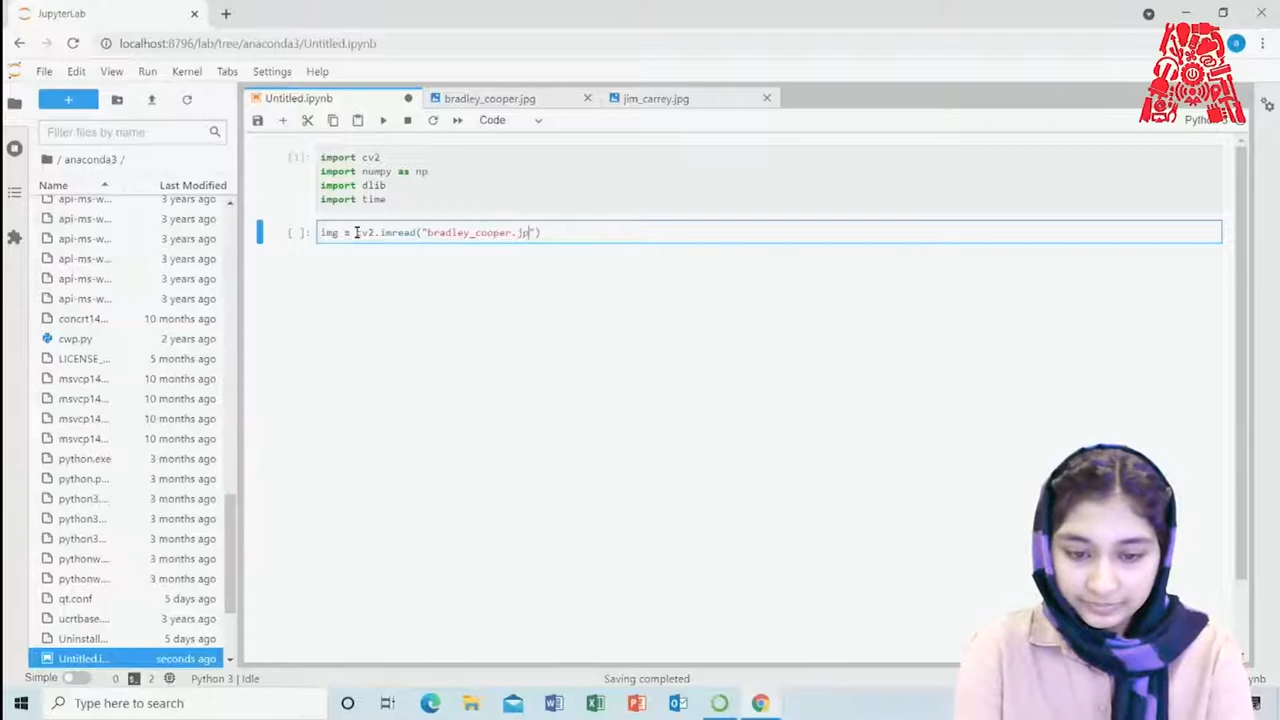 JupyterLab
localhost:8796/lab/tree/anaconda3/Untitled.ipynb
a
File Edit View Run Kernel Tabs Settings Help
Untitled.ipynb
bradley_cooper.jpg
jim_carrey.jpg
Code
Filter files by name
/ anaconda3 /
Name Last Modified
api-ms-w... 3 years ago
api-ms-w... 3 years ago
api-ms-w... 3 years ago
api-ms-w... 3 years ago
api-ms-w... 3 years ago
api-ms-w... 3 years ago
concrt14... 10 months ago
cwp.py 2 years ago
LICENSE_... 5 months ago
msvcp14... 10 months ago
msvcp14... 10 months ago
msvcp14... 10 months ago
msvcp14... 10 months ago
python.exe 3 months ago
python.p... 3 months ago
python3... 3 months ago
python3... 3 months ago
python3... 3 months ago
pythonw.... 3 months ago
pythonw... 3 months ago
qt.conf 5 days ago
ucrtbase.... 3 years ago
Uninstall... 5 days ago
Untitled.i... seconds ago
[1]: import cv2
import numpy as np
import dlib
import time
[ ]: img = cv2.imread("bradley_cooper.jp")
Simple 0 2 Python 3 | Idle
Saving completed
Type here to search